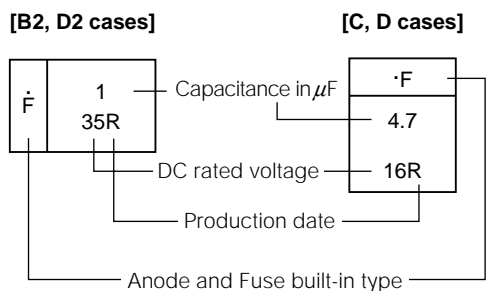 [B2, D2 cases]
[C, D cases]
Ḟ
1
35R
Capacitance in μF
·F
4.7
DC rated voltage
16R
Production date
Anode and Fuse built-in type